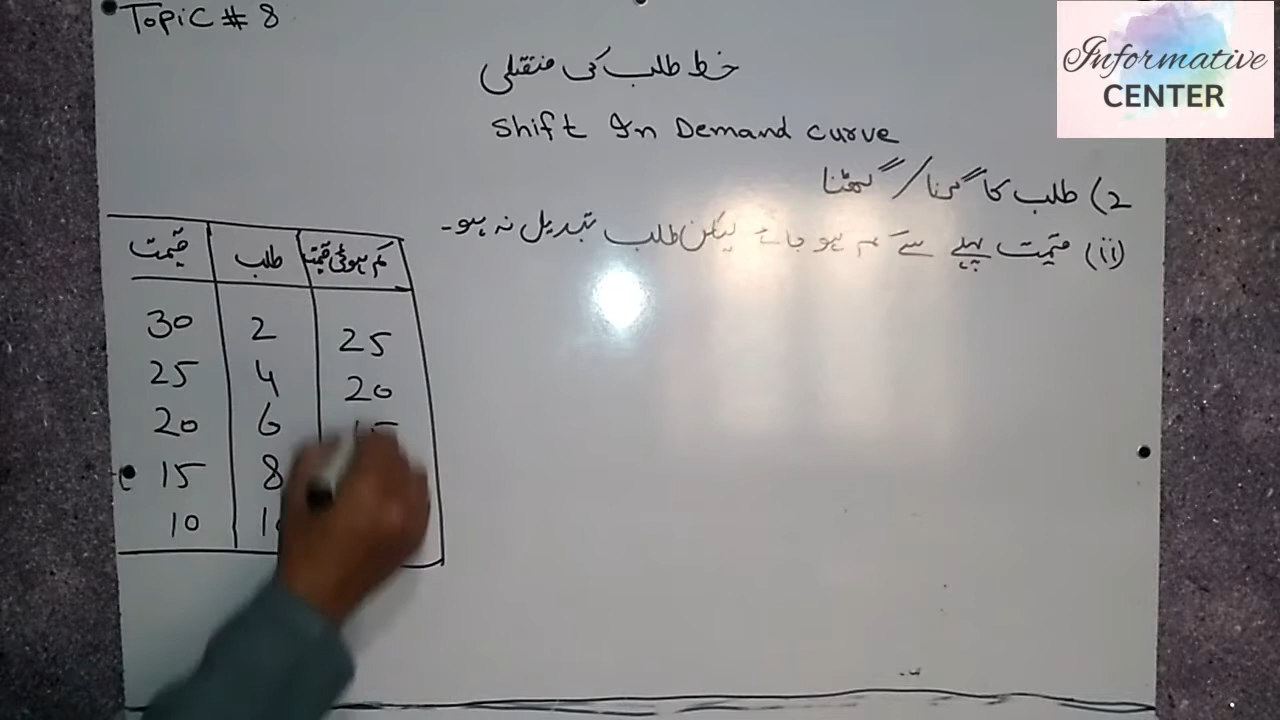 Topic # 8
Informative
CENTER
خط طلب کی منتقلی
Shift In Demand Curve
2) طلب کا گرنا / گھٹنا
(ii) قیمت پہلے سے کم ہو جائے لیکن طلب تبدیل نہ ہو۔
قیمت طلب کم ہوئی قیمت
30 2 25
25 4 20
20 6 15
15 8
10